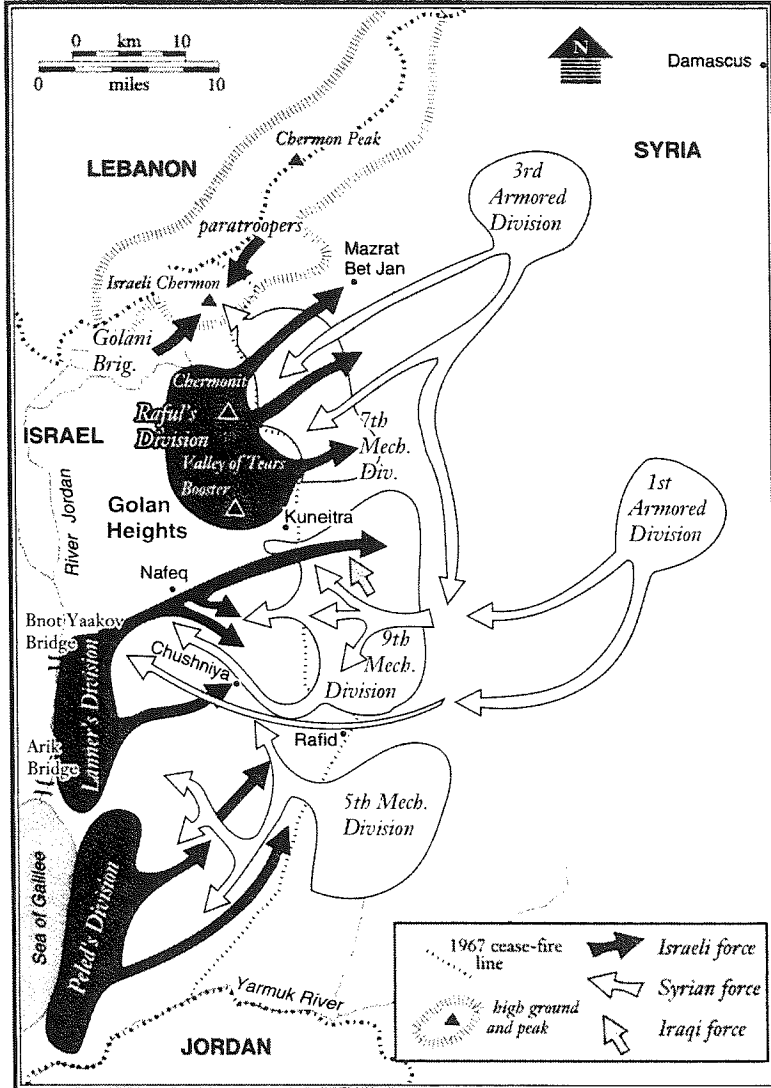 0 km 10
0 miles 10
N
Damascus
LEBANON
Chermon Peak
SYRIA
3rd
Armored
Division
paratroopers
Mazrat
Bet Jan
Israeli Chermon
Golani
Brig.
Chermonit
Raful's
Division
ISRAEL
7th
Mech.
Div.
Valley of Tears
Booster
River Jordan
Golan
Heights
Kuneitra
1st
Armored
Division
Nafeq
Bnot Yaakov
Bridge
9th
Mech.
Division
Chushniya
Lanner's Division
Arik
Bridge
Rafid
5th Mech.
Division
Sea of Galilee
Peled's Division
Yarmuk River
JORDAN
1967 cease-fire
line
high ground
and peak
Israeli force
Syrian force
Iraqi force